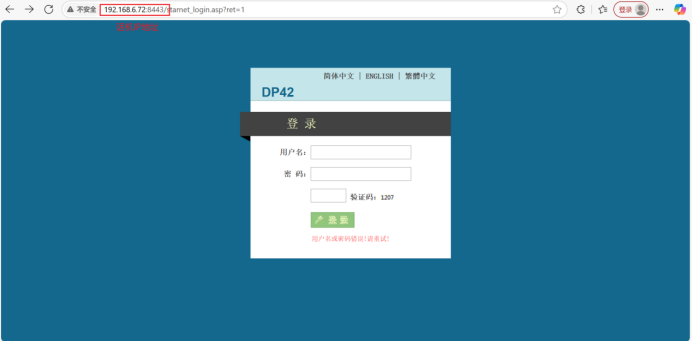 不安全 192.168.6.72:8443/starnet_login.asp?ret=1
登录
简体中文 | ENGLISH | 繁體中文
DP42
登 录
用户名:
密 码:
验证码: 1207
登 录
用户名或密码错误!请重试!